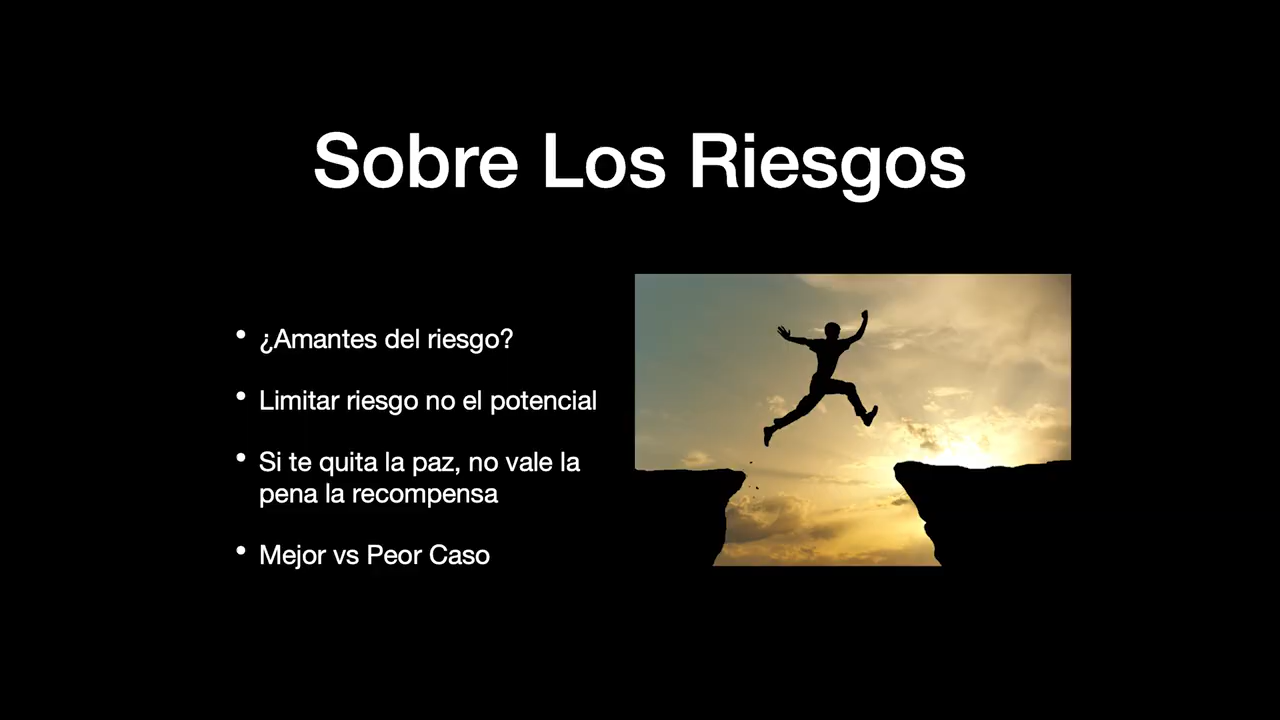 Sobre Los Riesgos
• ¿Amantes del riesgo?
• Limitar riesgo no el potencial
• Si te quita la paz, no vale la
pena la recompensa
• Mejor vs Peor Caso